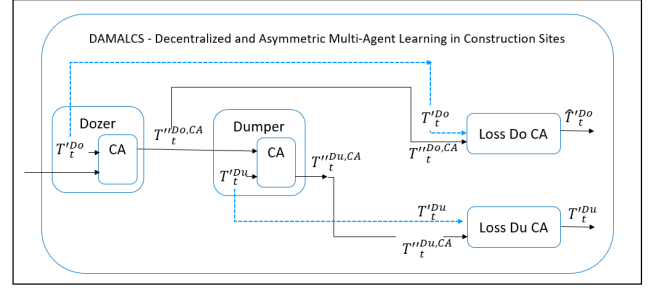 DAMALCS - Decentralized and Asymmetric Multi-Agent Learning in Construction Sites
Dozer
T'_t^{Do}
CA
T''_t^{Do,CA}
Dumper
T'_t^{Du}
CA
T''_t^{Du,CA}
T'_t^{Do}
T''_t^{Do,CA}
Loss Do CA
T̂'_t^{Do}
T'_t^{Du}
T''_t^{Du,CA}
Loss Du CA
T'_t^{Du}